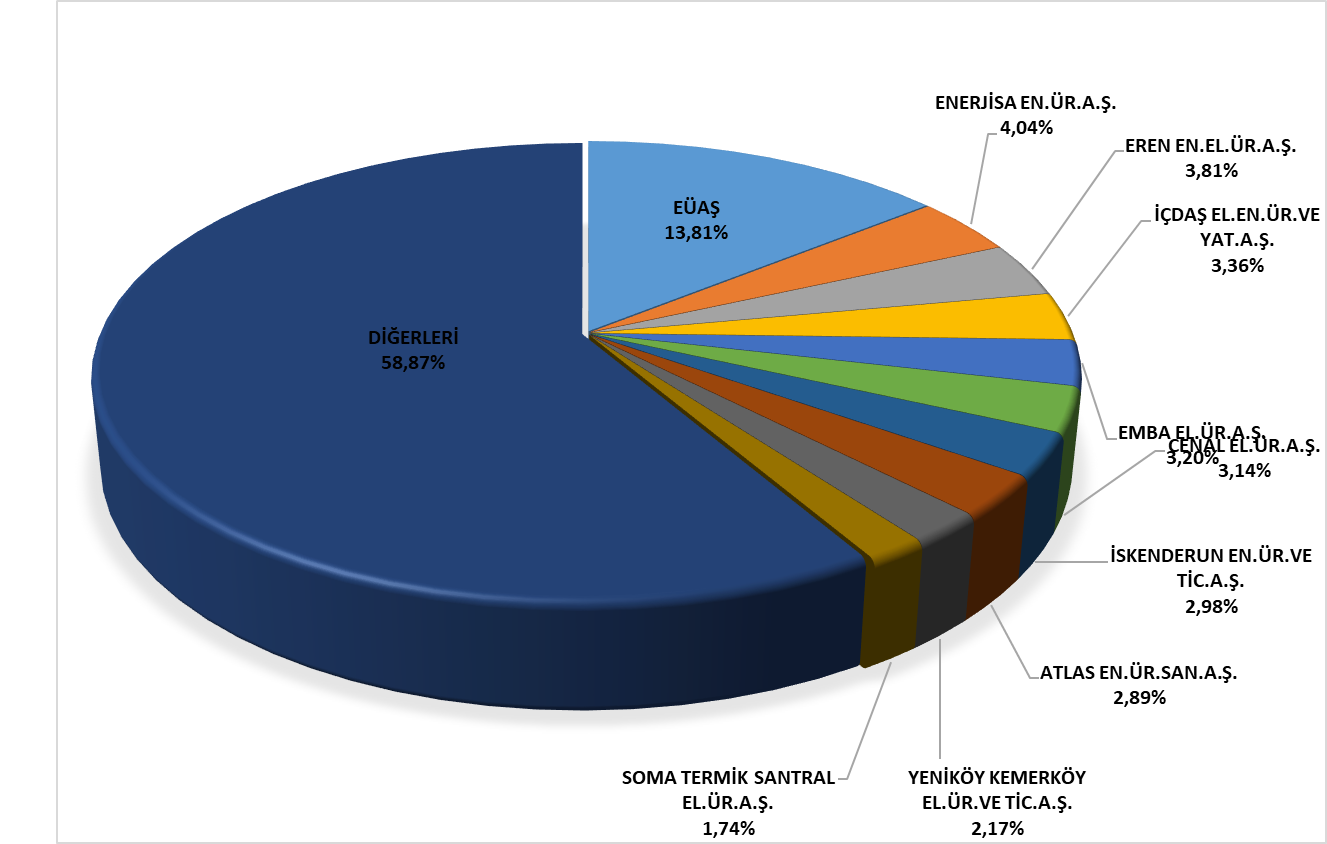 ENERJİSA EN.ÜR.A.Ş.
4,04%
EREN EN.EL.ÜR.A.Ş.
3,81%
İÇDAŞ EL.EN.ÜR.VE
YAT.A.Ş.
3,36%
EÜAŞ
13,81%
DİĞERLERİ
58,87%
EMBA EL.ÜR.A.Ş.
3,20%
CENAL EL.ÜR.A.Ş.
3,14%
İSKENDERUN EN.ÜR.VE
TİC.A.Ş.
2,98%
ATLAS EN.ÜR.SAN.A.Ş.
2,89%
YENİKÖY KEMERKÖY
EL.ÜR.VE TİC.A.Ş.
2,17%
SOMA TERMİK SANTRAL
EL.ÜR.A.Ş.
1,74%